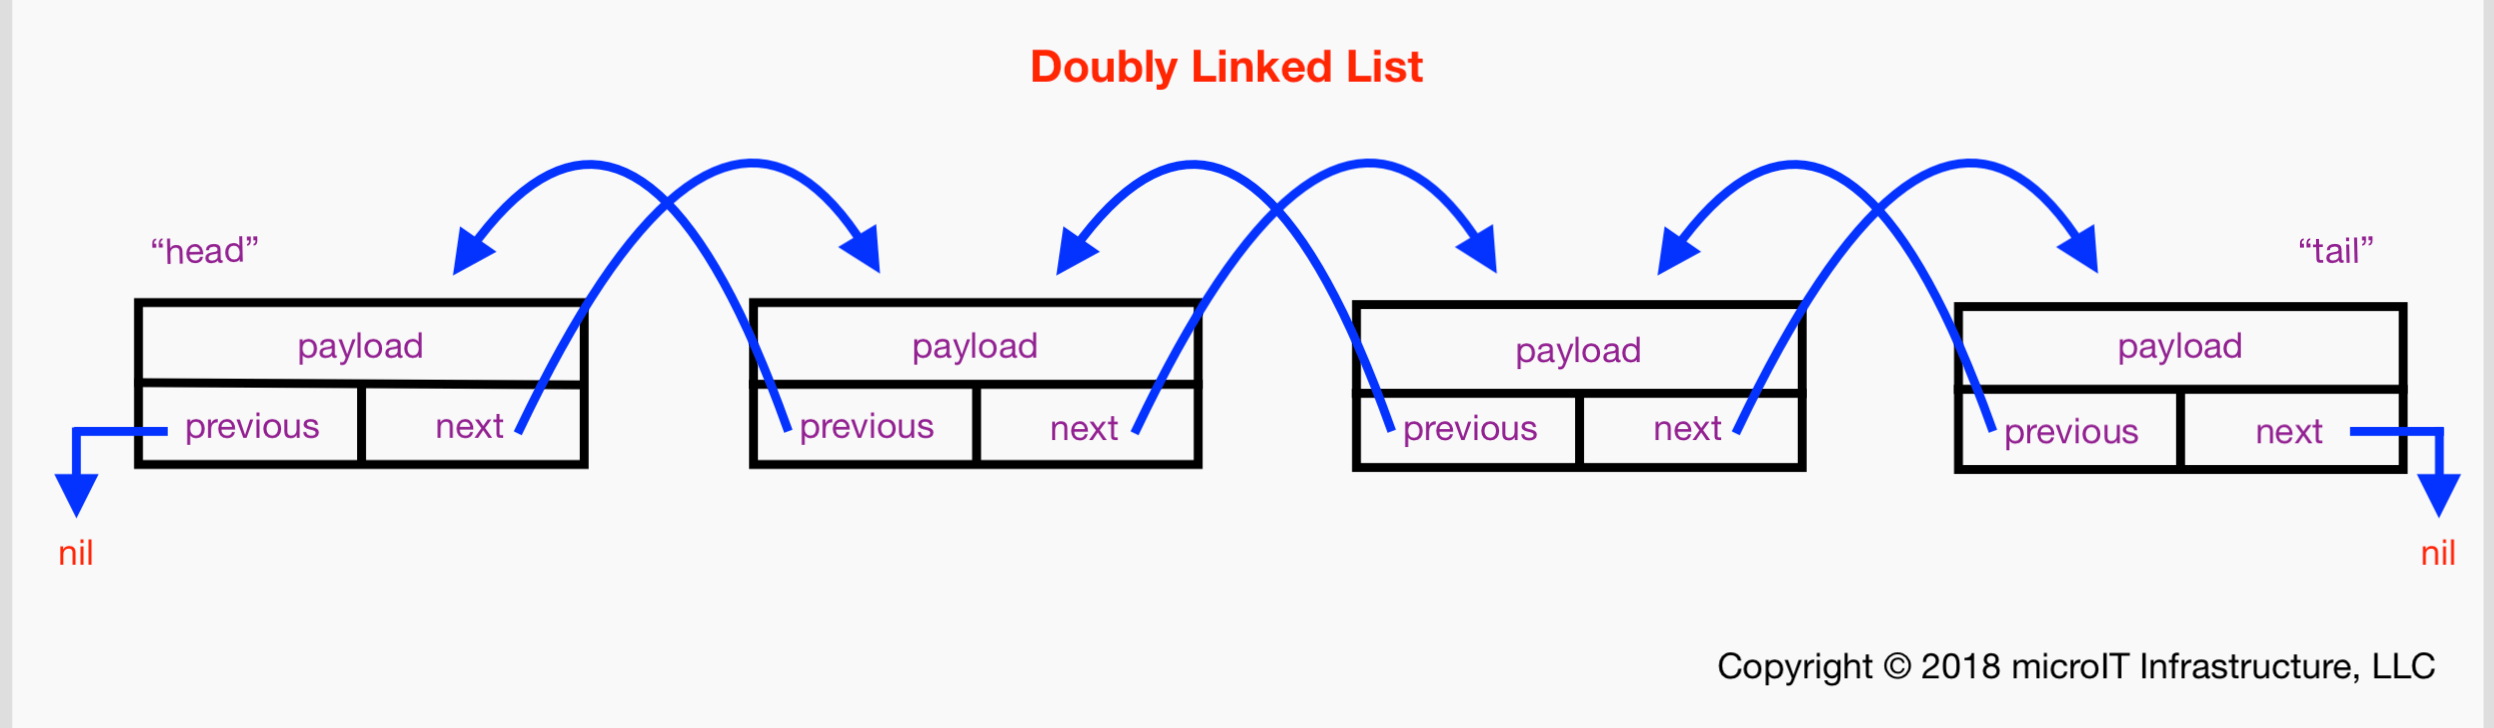 Doubly Linked List
“head”
“tail”
payload
previous
next
payload
previous
next
payload
previous
next
payload
previous
next
nil
nil
Copyright © 2018 microIT Infrastructure, LLC